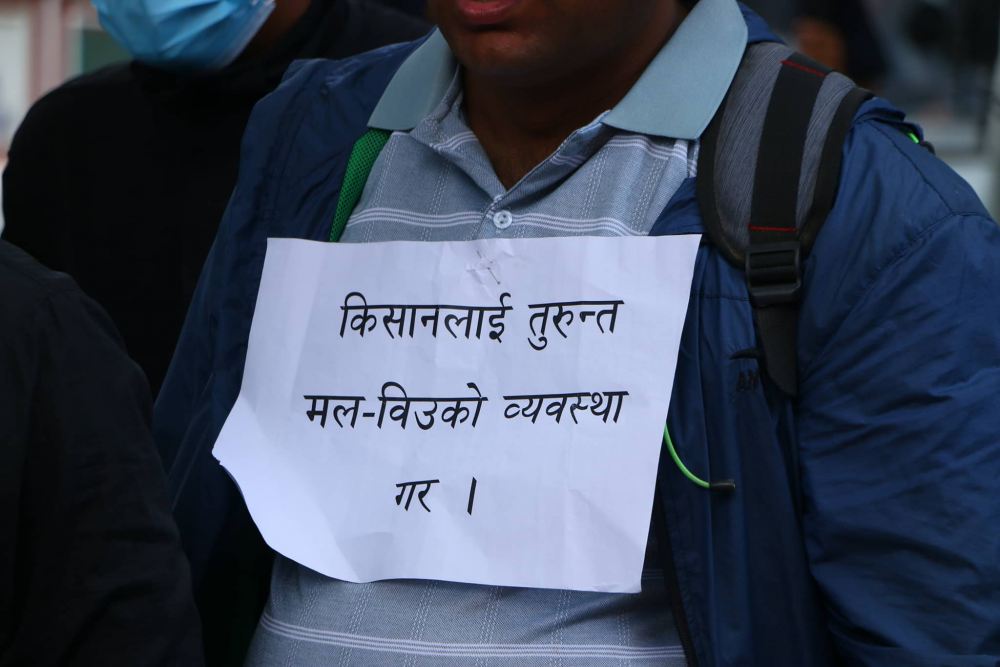 किसानलाई तुरुन्त
मल-विउको व्यवस्था
गर ।